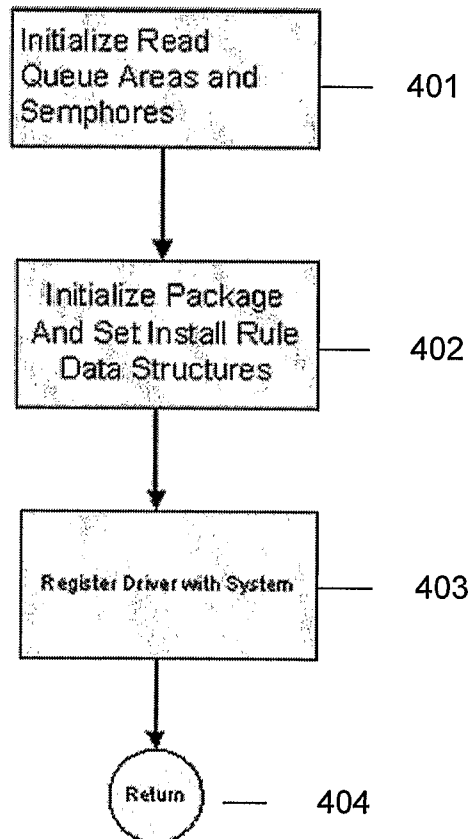 Initialize Read
Queue Areas and
Semphores
401
Initialize Package
And Set Install Rule
Data Structures
402
Register Driver with System
403
Return
404